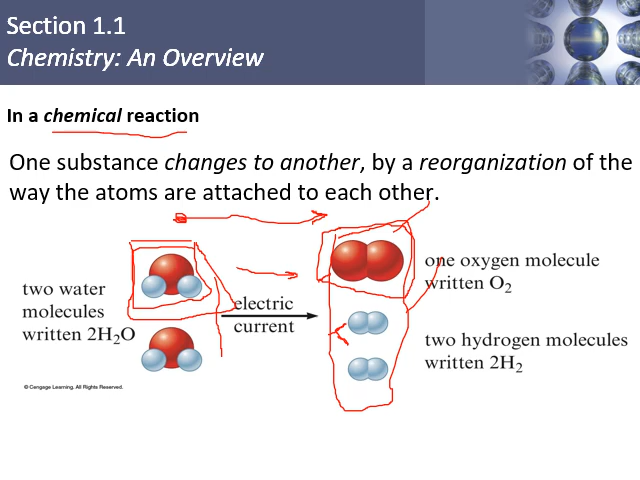 Section 1.1
Chemistry: An Overview
In a chemical reaction
One substance changes to another, by a reorganization of the
way the atoms are attached to each other.
two water
molecules
written 2H₂O
electric
current
one oxygen molecule
written O₂
two hydrogen molecules
written 2H₂
© Cengage Learning. All Rights Reserved.